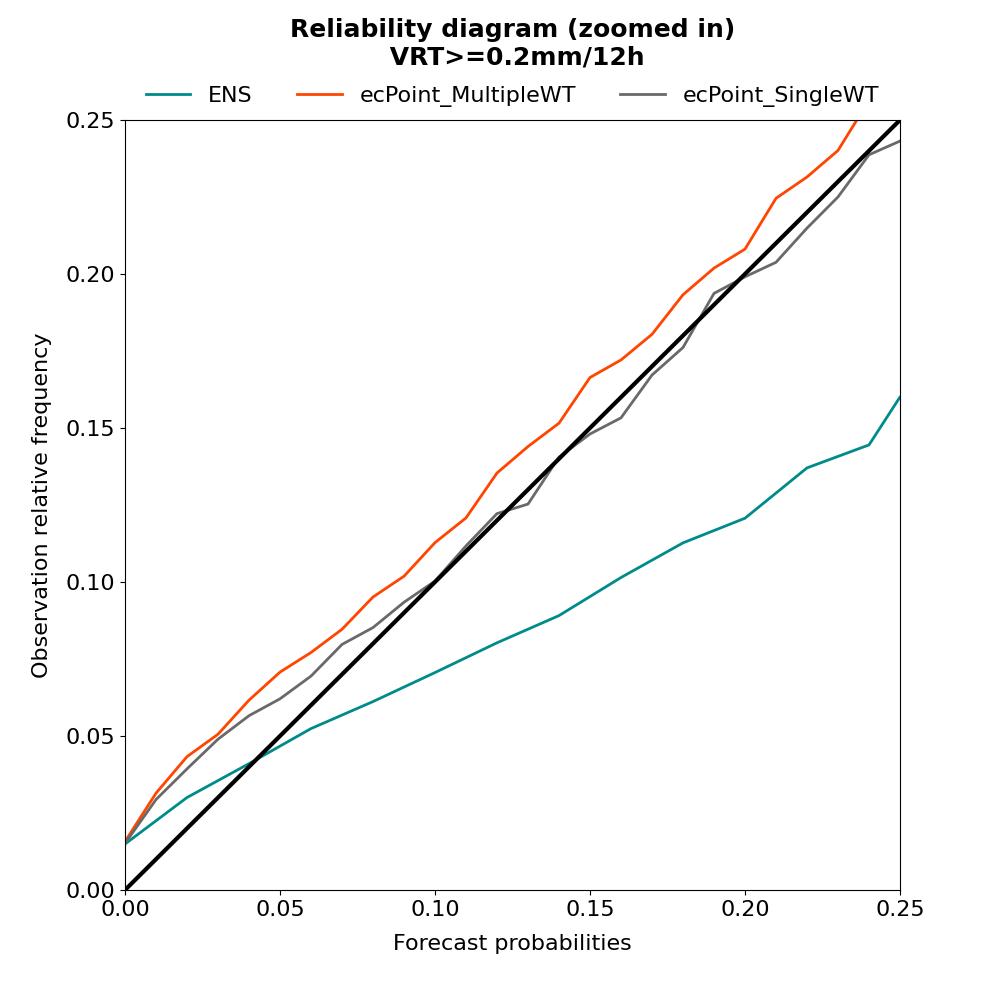 Reliability diagram (zoomed in)
VRT>=0.2mm/12h
ENS ecPoint_MultipleWT ecPoint_SingleWT
0.25
0.20
0.15
0.10
0.05
0.00
Observation relative frequency
0.00 0.05 0.10 0.15 0.20 0.25
Forecast probabilities